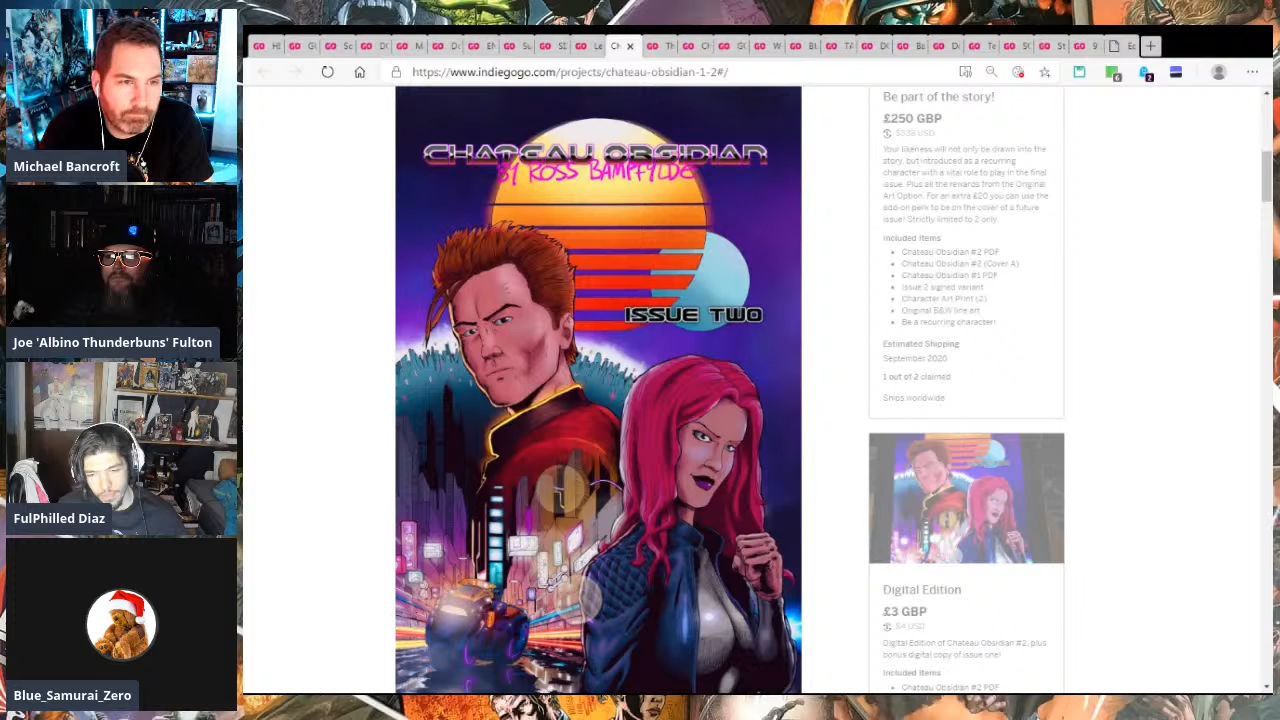 Michael Bancroft
Joe 'Albino Thunderbuns' Fulton
FulPhilled Diaz
Blue_Samurai_Zero
https://www.indiegogo.com/projects/chateau-obsidian-1-2#/
CHATEAU OBSIDIAN
BY ROSS BAMPFYLDE
ISSUE TWO
Be part of the story!
£250 GBP
$338 USD
Your likeness will not only be drawn into the
story, but introduced as a recurring
character with a vital role to play in the final
issue! Plus all the rewards from the Original
Art Option. For an extra £20 you can use the
add-on perk to be on the cover of a future
issue! Strictly limited to 2 only.
Included Items
Chateau Obsidian #2 PDF
Chateau Obsidian #2 (Cover A)
Chateau Obsidian #1 PDF
Issue 2 signed variant
Character Art Print (2)
Original B&W line art
Be a recurring character!
Estimated Shipping
September 2020
1 out of 2 claimed
Ships worldwide
Digital Edition
£3 GBP
$4 USD
Digital Edition of Chateau Obsidian #2, plus
bonus digital copy of issue one!
Included Items
Chateau Obsidian #2 PDF